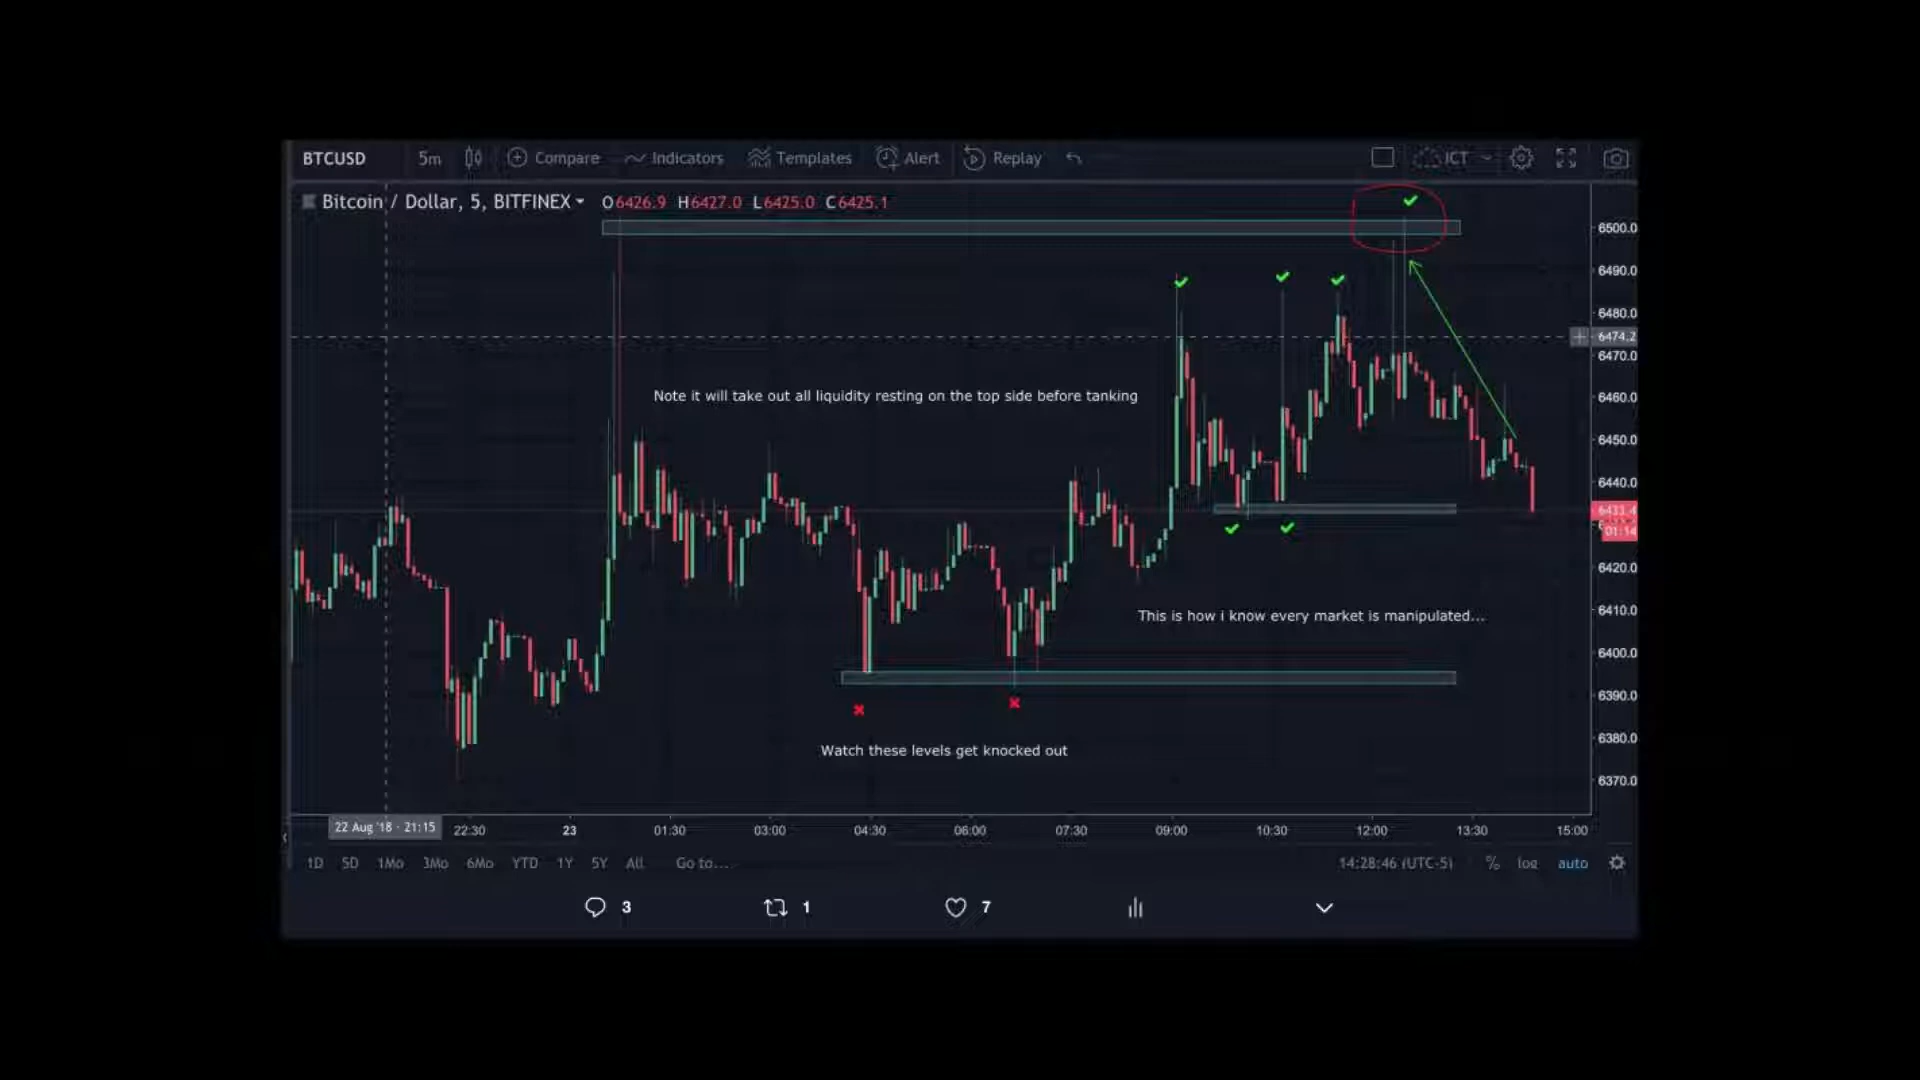 BTCUSD 5m Compare Indicators Templates Alert Replay ICT
Bitcoin / Dollar, 5, BITFINEX O6426.9 H6427.0 L6425.0 C6425.1
6500.0
6490.0
6480.0
6474.2
6470.0
Note it will take out all liquidity resting on the top side before tanking
6460.0
6450.0
6440.0
6433.4
01:14
6420.0
6410.0
This is how i know every market is manipulated...
6400.0
6390.0
6380.0
Watch these levels get knocked out
6370.0
22 Aug '18 - 21:15 22:30 23 01:30 03:00 04:30 06:00 07:30 09:00 10:30 12:00 13:30 15:00
1D 5D 1Mo 3Mo 6Mo YTD 1Y 5Y All Go to... 14:28:46 (UTC-5) % log auto
3 1 7